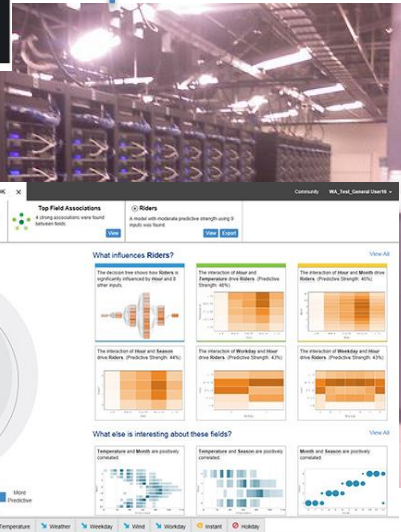 Community WA_Test_General User16
Top Field Associations
A strong associations were found
between fields.
View
Riders
A model with moderate predictive strength using 9
inputs was found.
View Export
What influences Riders?
View All
The decision tree shows how Riders is
significantly influenced by Hour and 8
other inputs.
The interaction of Hour and
Temperature drive Riders. (Predictive
Strength: 46%)
The interaction of Hour and Month drive
Riders. (Predictive Strength: 46%)
The interaction of Hour and Season
drive Riders. (Predictive Strength: 44%)
The interaction of Workday and Hour
drive Riders. (Predictive Strength: 43%)
The interaction of Weekday and Hour
drive Riders. (Predictive Strength: 43%)
What else is interesting about these fields?
View All
Temperature and Month are positively
correlated.
Temperature and Season are positively
correlated.
Month and Season are positively
correlated.
More
Predictive
Temperature Weather Weekday Wind Workday Instant Holiday